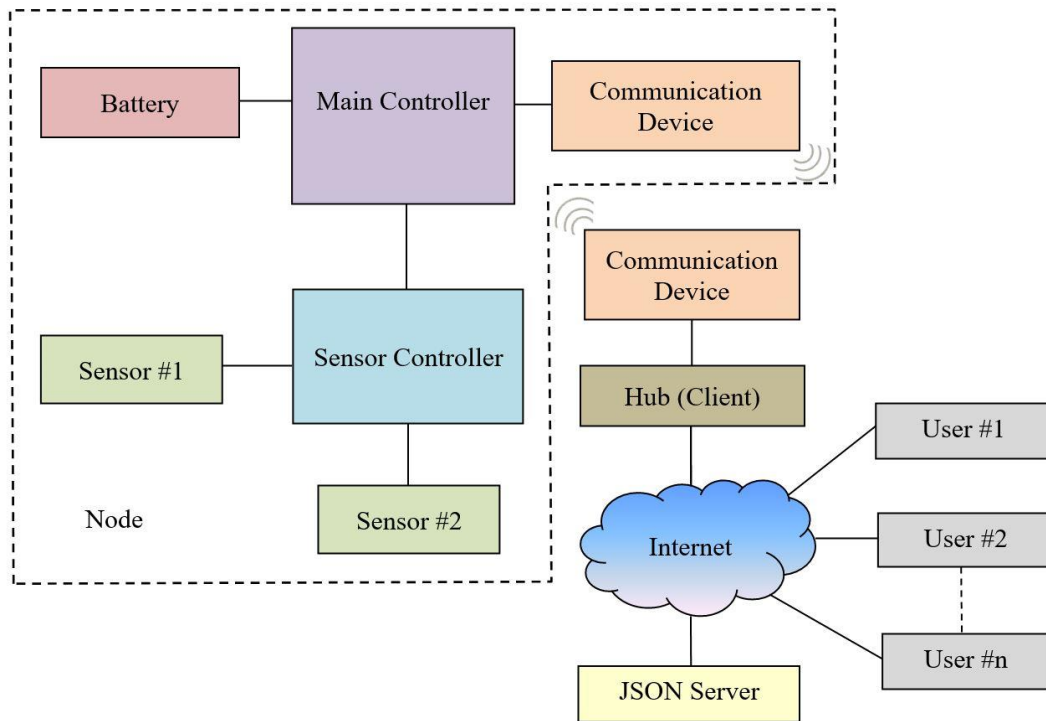 Battery
Main Controller
Communication
Device
Communication
Device
Sensor Controller
Sensor #1
Hub (Client)
User #1
Sensor #2
Node
Internet
User #2
User #n
JSON Server